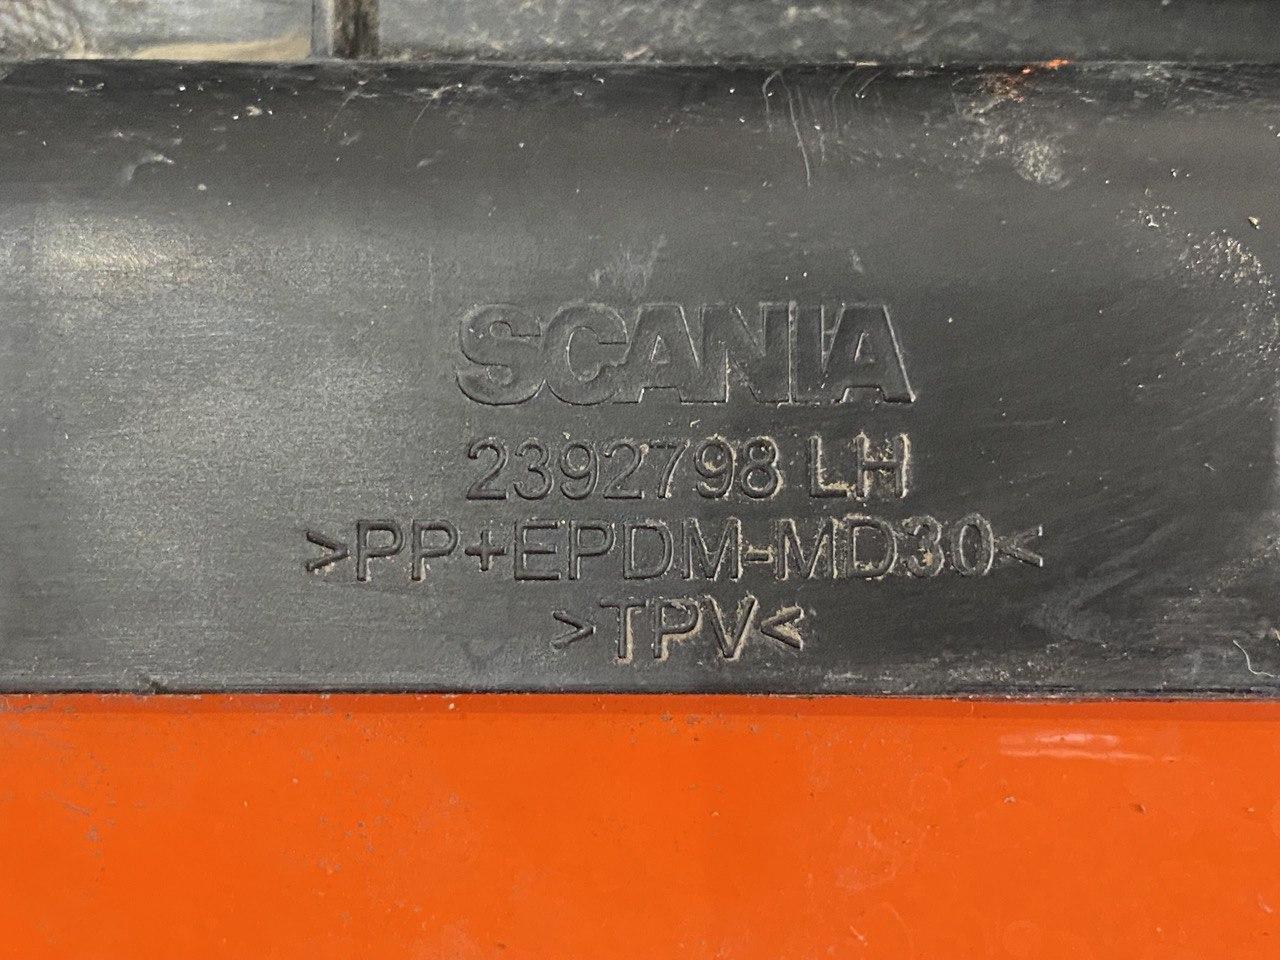 SCANIA
2392798 LH
>PP+EPDM-MD30<
>TPV<